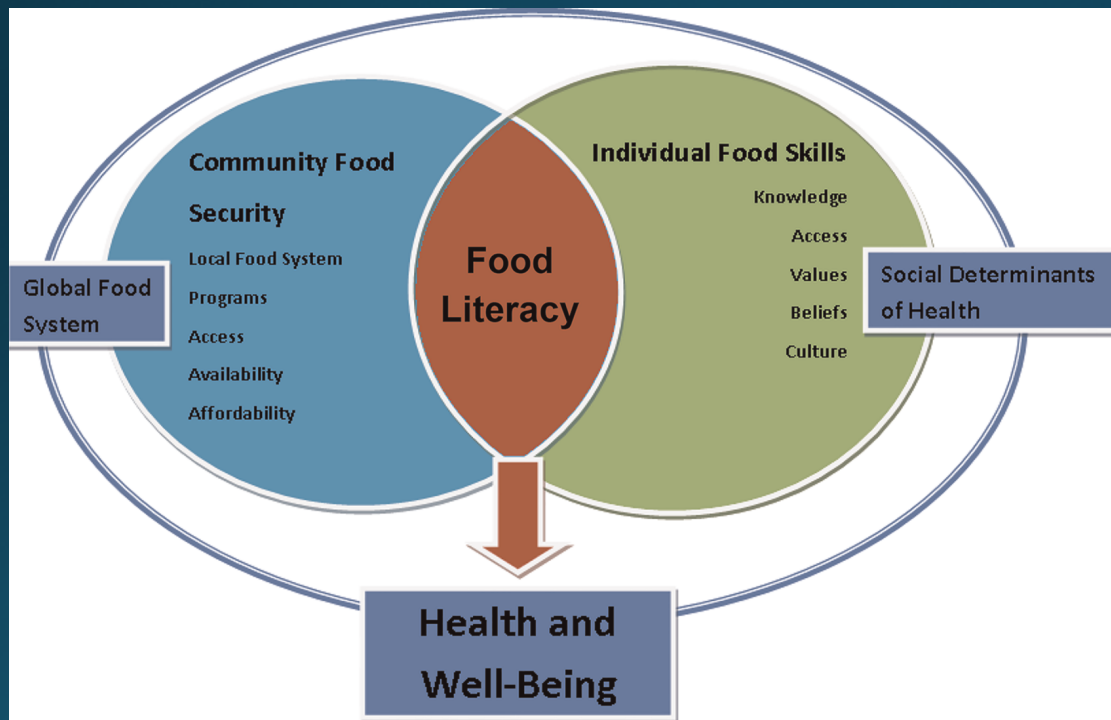 Community Food
Security
Local Food System
Programs
Access
Availability
Affordability
Food
Literacy
Individual Food Skills
Knowledge
Access
Values
Beliefs
Culture
Global Food
System
Social Determinants
of Health
Health and
Well-Being